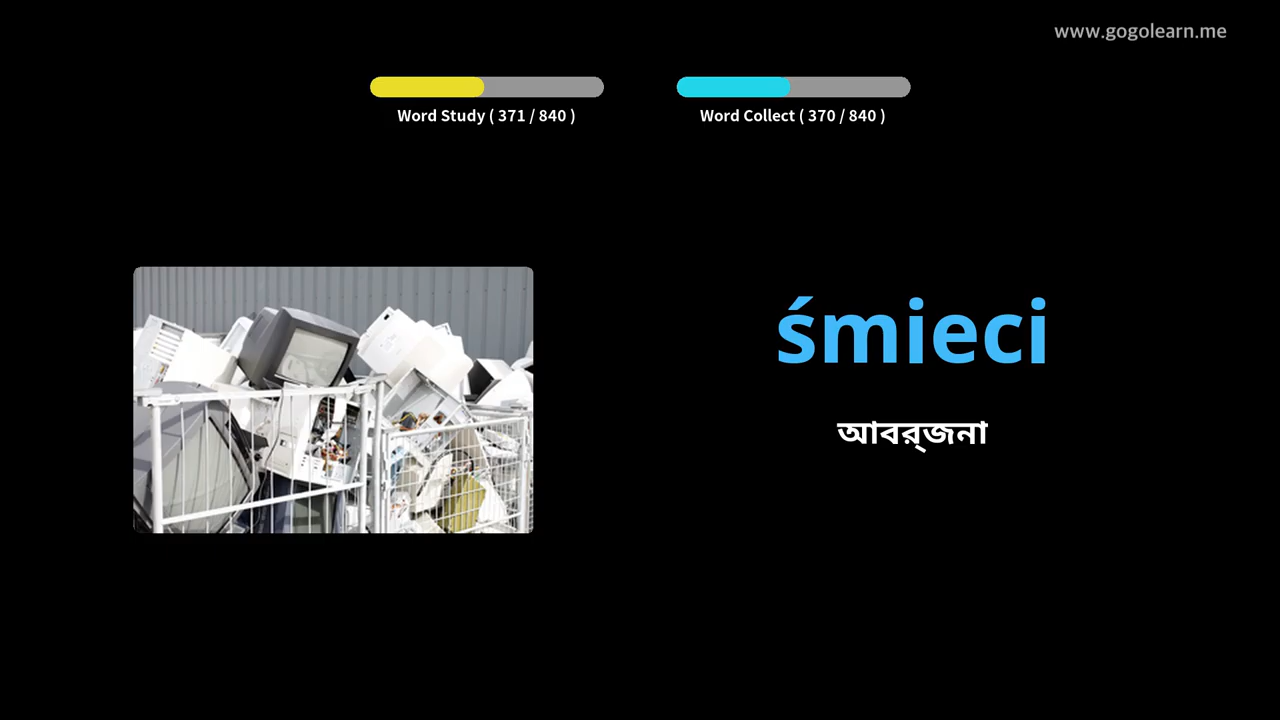 www.gogolearn.me
Word Study ( 371 / 840 )
Word Collect ( 370 / 840 )
śmieci
আবর্জনা